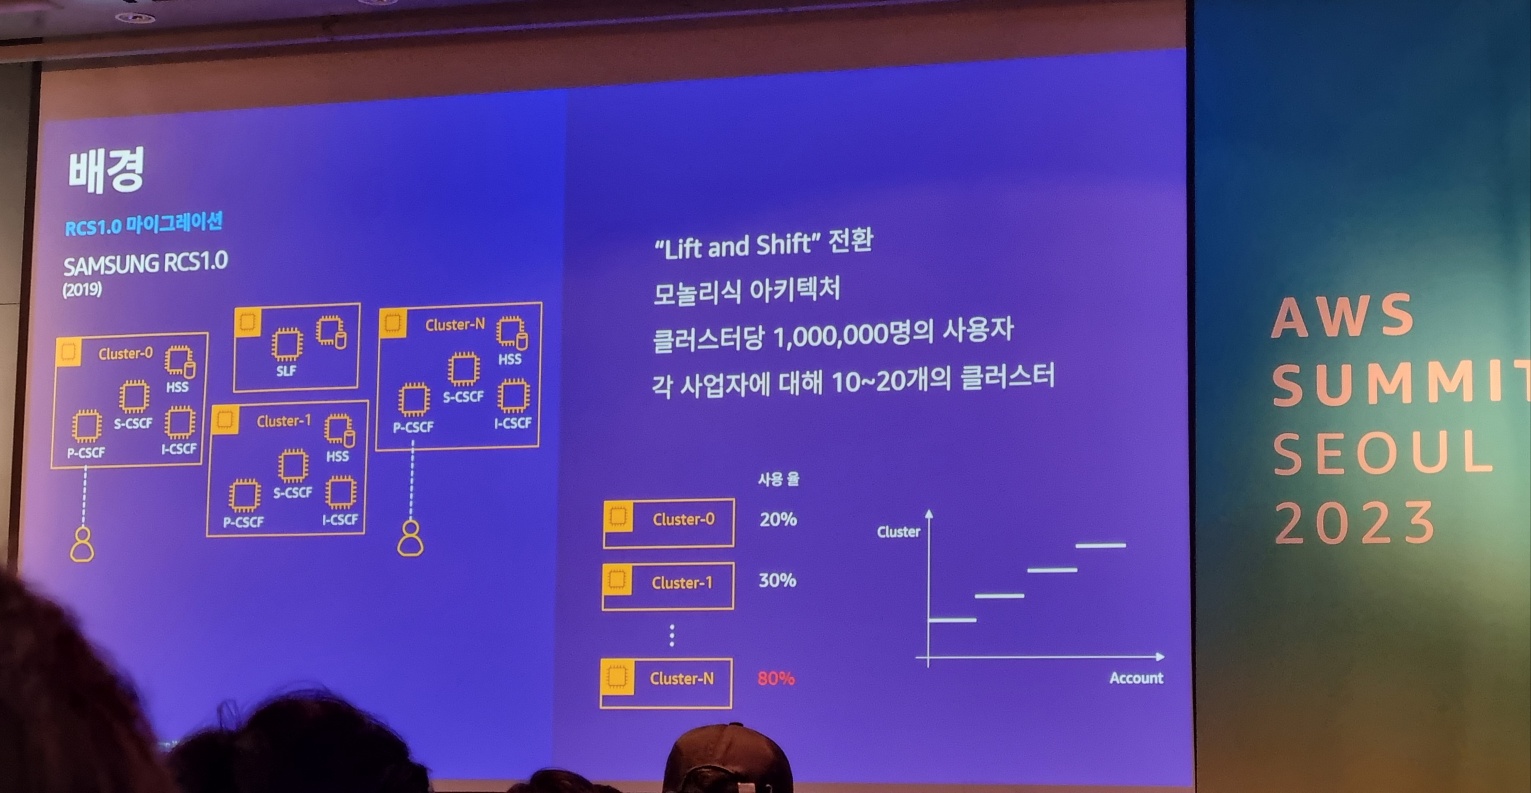 배경
RCS1.0 마이그레이션
SAMSUNG RCS1.0
(2019)
Cluster-0
HSS
S-CSCF
P-CSCF
I-CSCF
SLF
Cluster-1
HSS
S-CSCF
P-CSCF
I-CSCF
Cluster-N
HSS
S-CSCF
P-CSCF
I-CSCF
“Lift and Shift” 전환
모놀리식 아키텍처
클러스터당 1,000,000명의 사용자
각 사업자에 대해 10~20개의 클러스터
사용 율
Cluster-0 20%
Cluster-1 30%
Cluster-N 80%
Cluster
Account
AWS
SUMMIT
SEOUL
2023